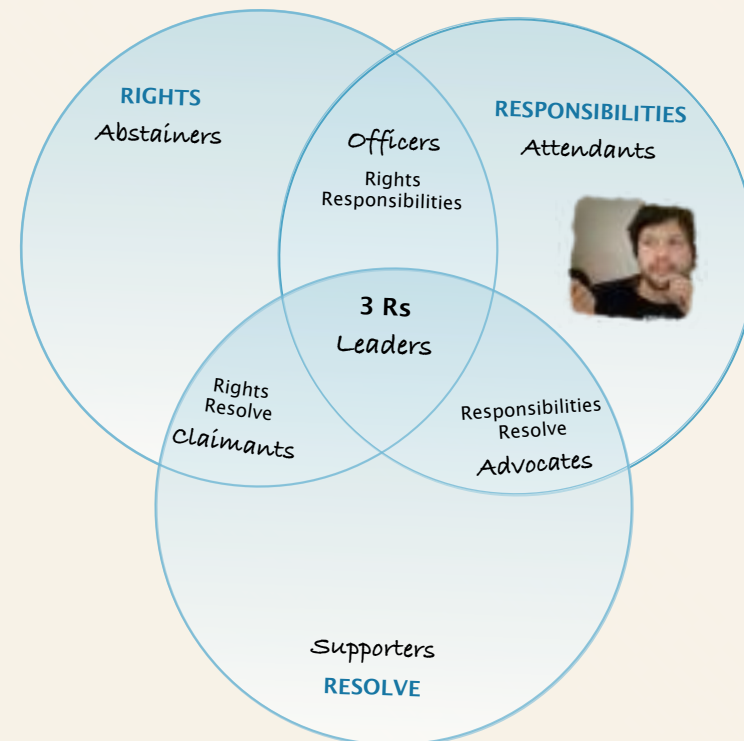 RIGHTS
Abstainers
Officers
Rights
Responsibilities
RESPONSIBILITIES
Attendants
3 Rs
Leaders
Rights
Resolve
Claimants
Responsibilities
Resolve
Advocates
Supporters
RESOLVE